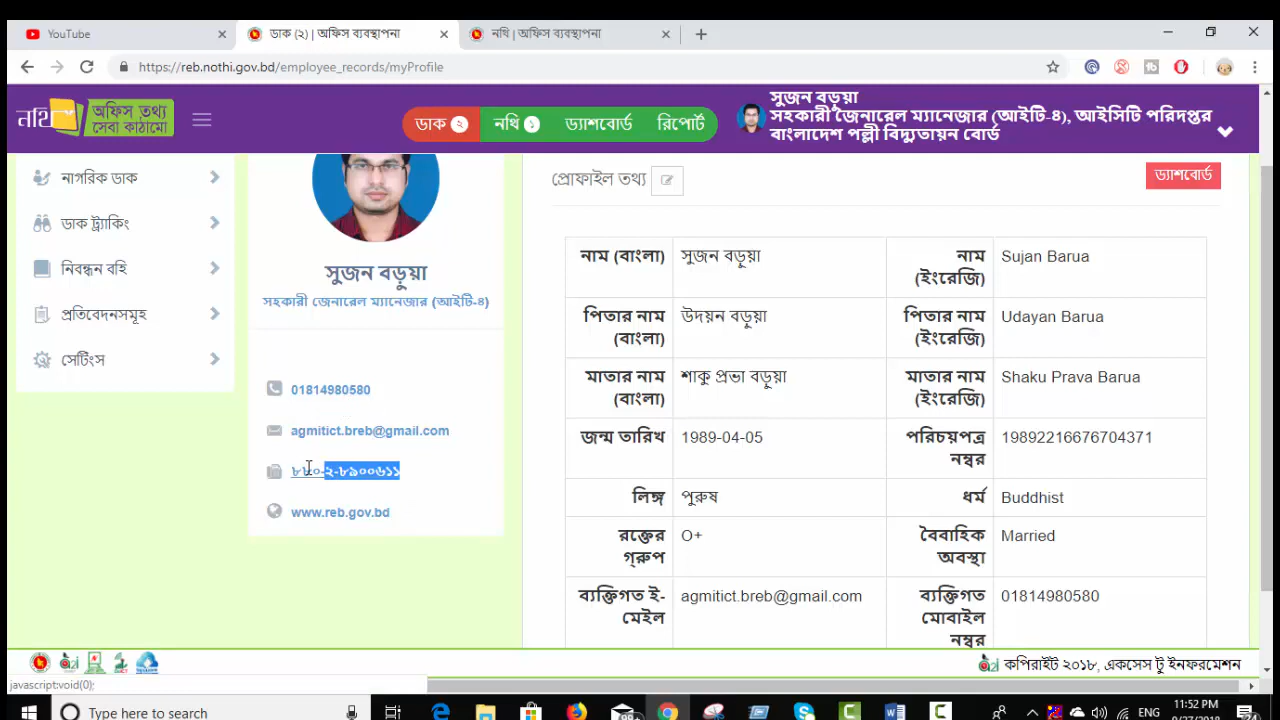 YouTube
ডাক (২) | অফিস ব্যবস্থাপনা
নথি | অফিস ব্যবস্থাপনা
https://reb.nothi.gov.bd/employee_records/myProfile
নথি
অফিস তথ্য
সেবা কাঠামো
ডাক ২
নথি ১
ড্যাশবোর্ড
রিপোর্ট
সুজন বড়ুয়া
সহকারী জেনারেল ম্যানেজার (আইটি-৪), আইসিটি পরিদপ্তর
বাংলাদেশ পল্লী বিদ্যুতায়ন বোর্ড
নাগরিক ডাক
ডাক ট্র্যাকিং
নিবন্ধন বহি
প্রতিবেদনসমূহ
সেটিংস
সুজন বড়ুয়া
সহকারী জেনারেল ম্যানেজার (আইটি-৪)
01814980580
agmitict.breb@gmail.com
৮৮০-২-৮৯০০৬১১
www.reb.gov.bd
প্রোফাইল তথ্য
ড্যাশবোর্ড
নাম (বাংলা) সুজন বড়ুয়া নাম (ইংরেজি) Sujan Barua
পিতার নাম (বাংলা) উদয়ন বড়ুয়া পিতার নাম (ইংরেজি) Udayan Barua
মাতার নাম (বাংলা) শাকু প্রভা বড়ুয়া মাতার নাম (ইংরেজি) Shaku Prava Barua
জন্ম তারিখ 1989-04-05 পরিচয়পত্র নম্বর 19892216676704371
লিঙ্গ পুরুষ ধর্ম Buddhist
রক্তের গ্রুপ O+ বৈবাহিক অবস্থা Married
ব্যক্তিগত ই-মেইল agmitict.breb@gmail.com ব্যক্তিগত মোবাইল নম্বর 01814980580
কপিরাইট ২০১৮, একসেস টু ইনফরমেশন
javascript:void(0);
Type here to search
ENG
11:52 PM